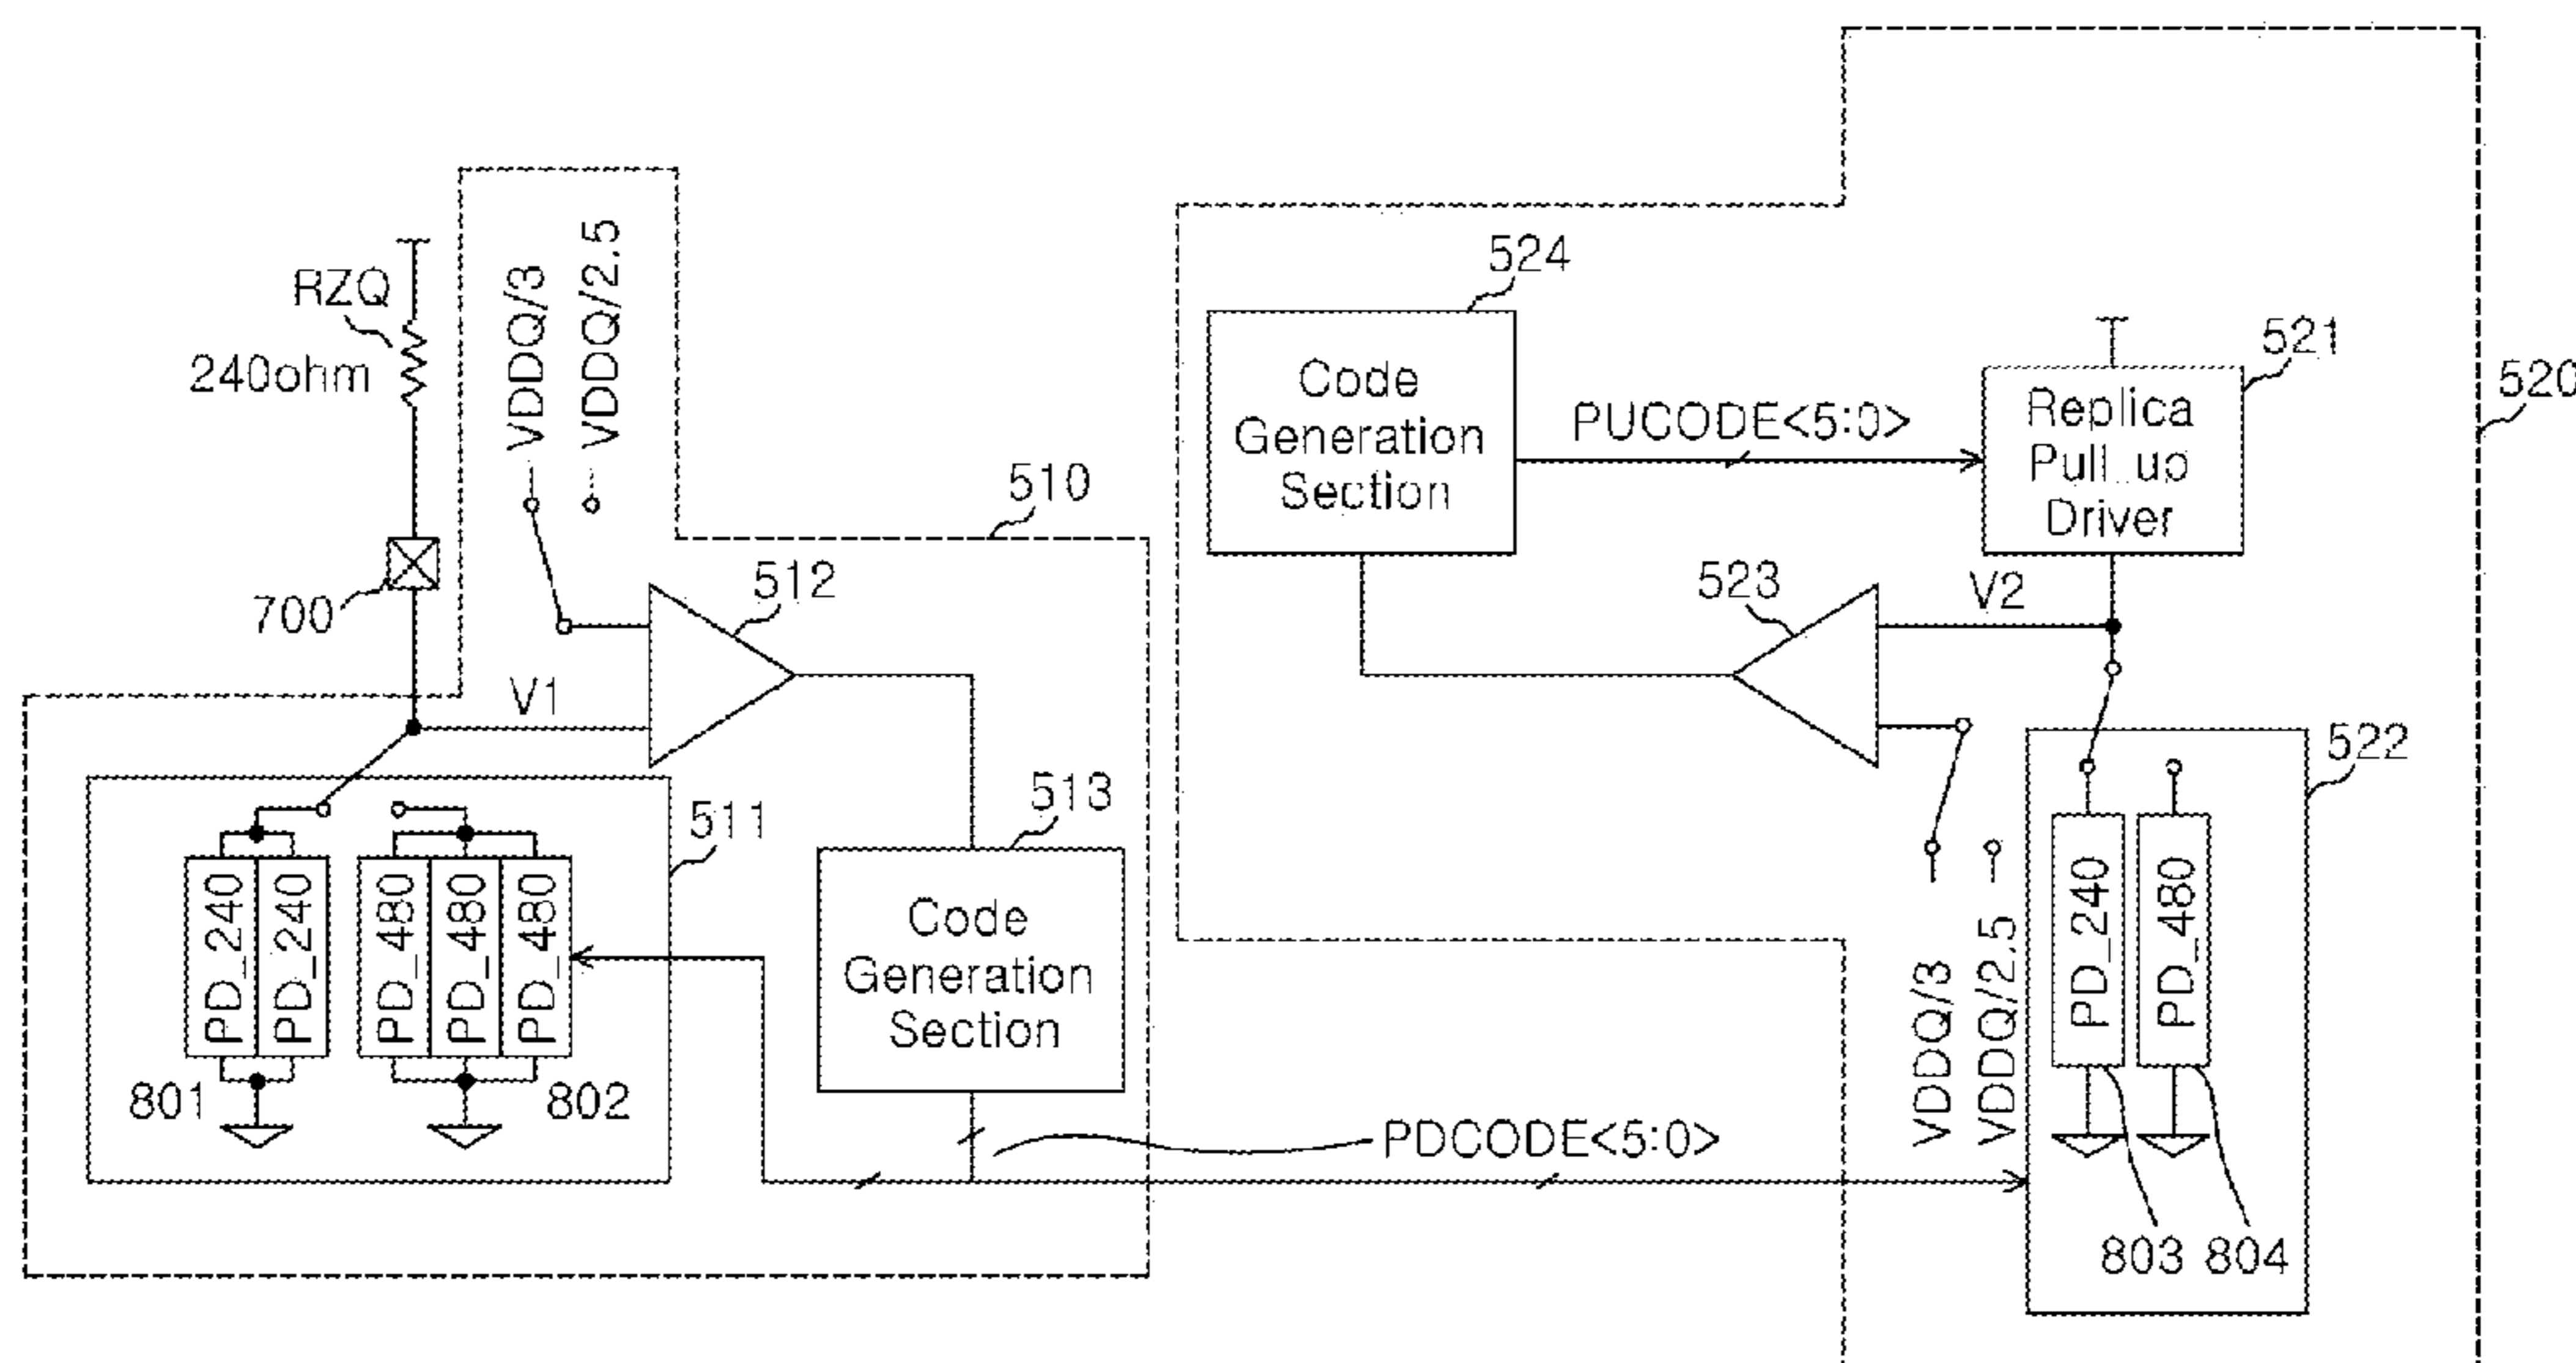 RZQ
240ohm
700
VDDQ/3
VDDQ/2.5
510
512
V1
511
PD_240
PD_240
PD_480
PD_480
PD_480
801
802
513
Code
Generation
Section
PDCODE<5:0>
524
Code
Generation
Section
PUCODE<5:0>
521
Replica
Pull_up
Driver
520
523
V2
522
VDDQ/3
VDDQ/2.5
PD_240
PD_480
803
804